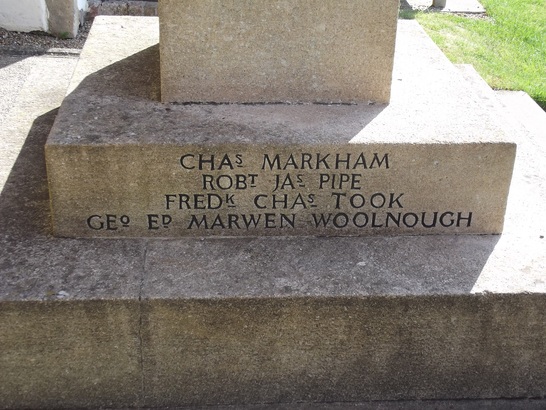 CHAS MARKHAM
ROBT JAS PIPE
FREDK CHAS TOOK
GEO ED MARWEN WOOLNOUGH